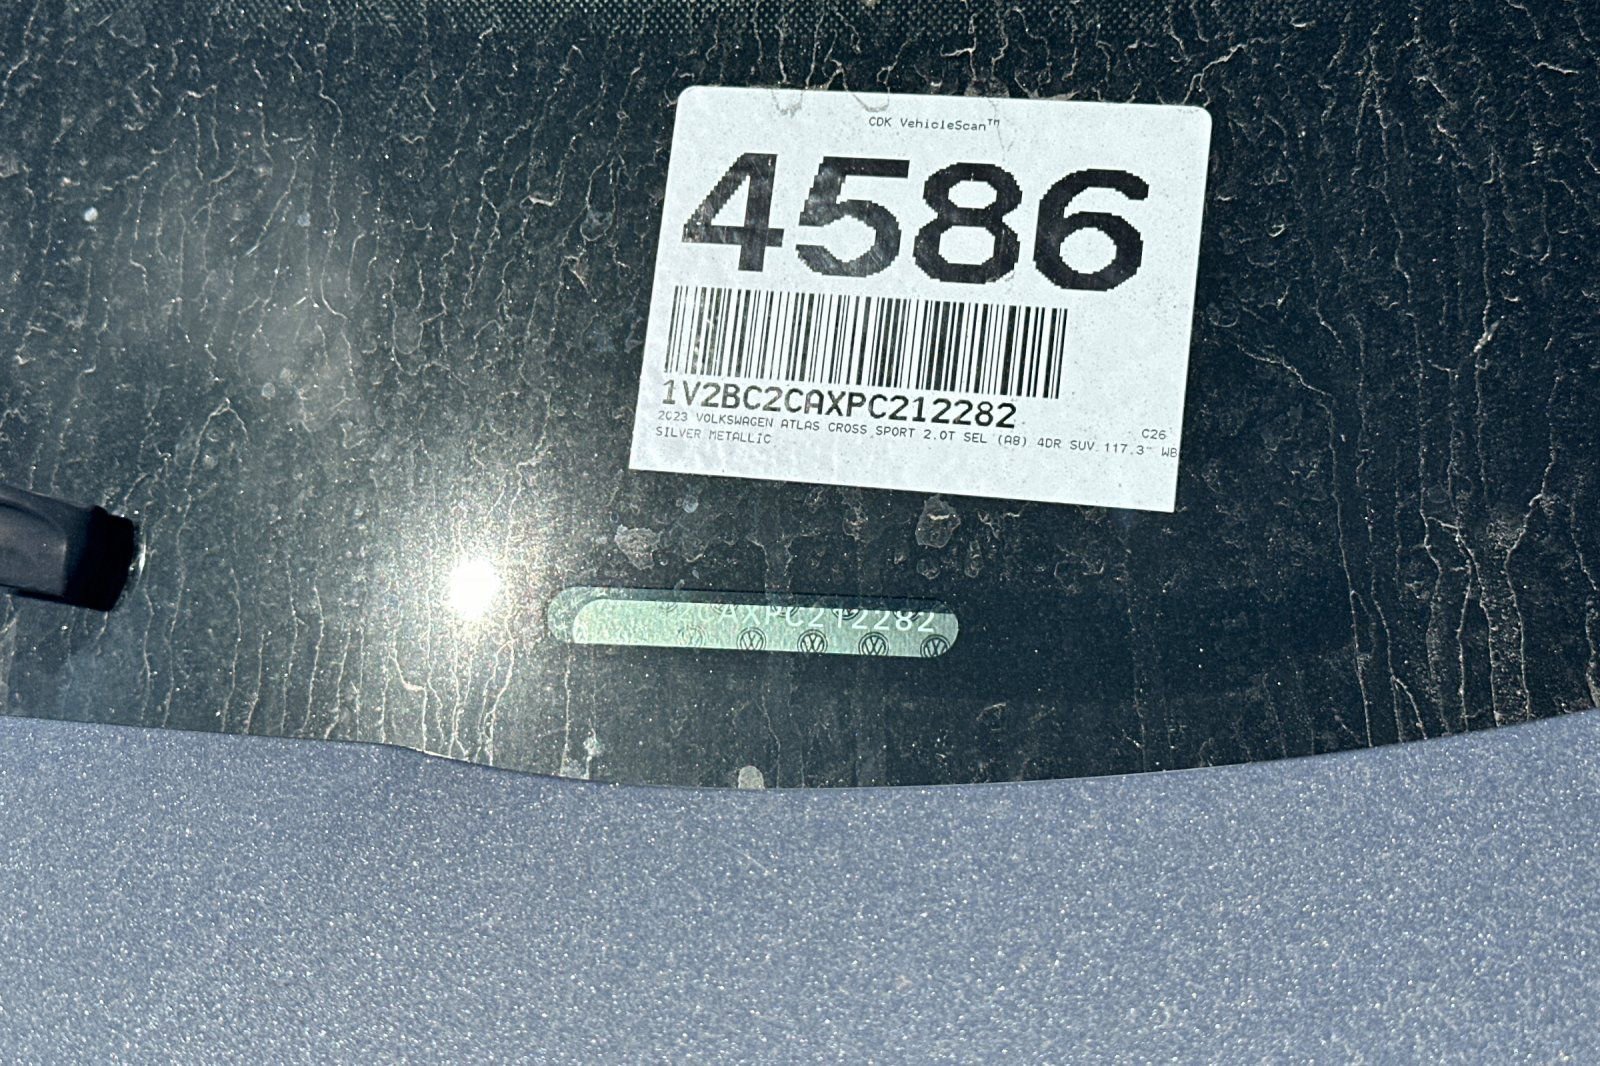 CDK VehicleScan™
4586
1V2BC2CAXPC212282
2023 VOLKSWAGEN ATLAS CROSS SPORT 2.0T SEL (A8) 4DR SUV 117.3" WB
C26
SILVER METALLIC
2CAXPC212282